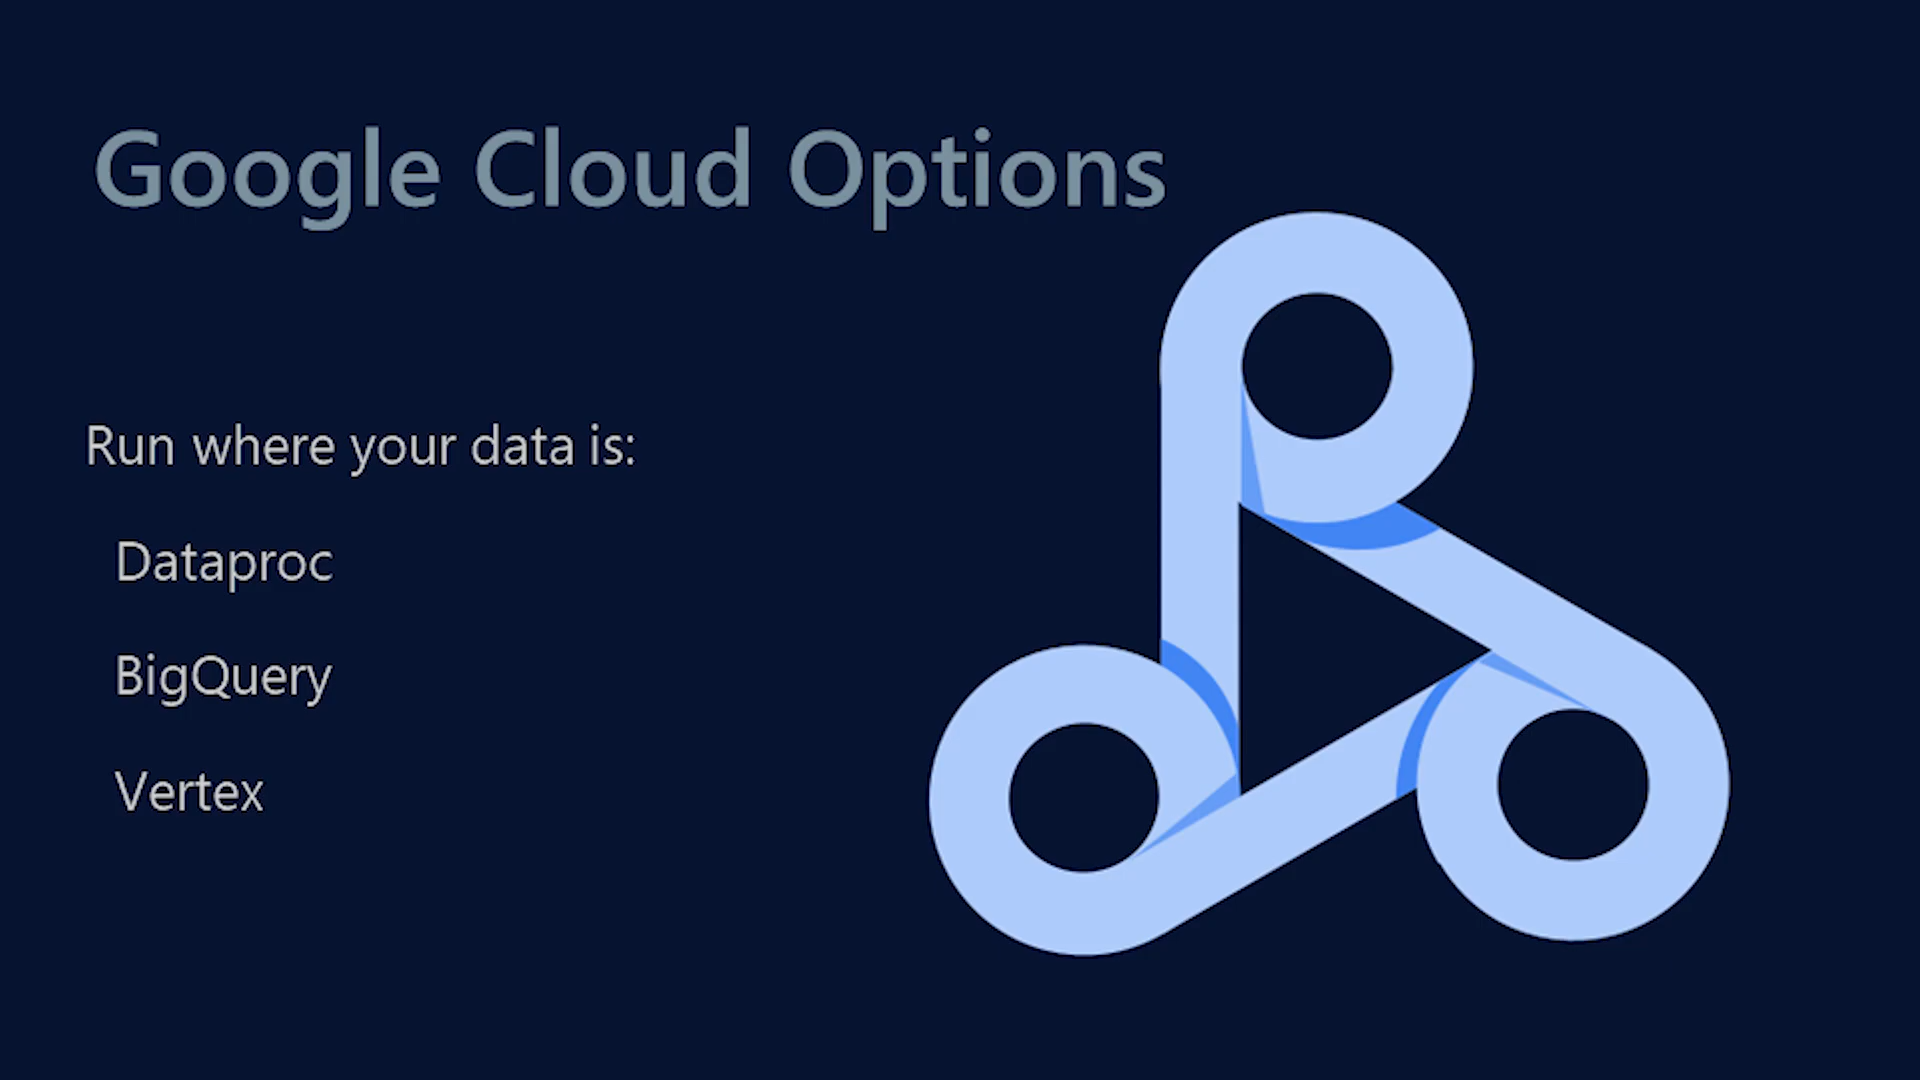 Google Cloud Options
Run where your data is:
Dataproc
BigQuery
Vertex